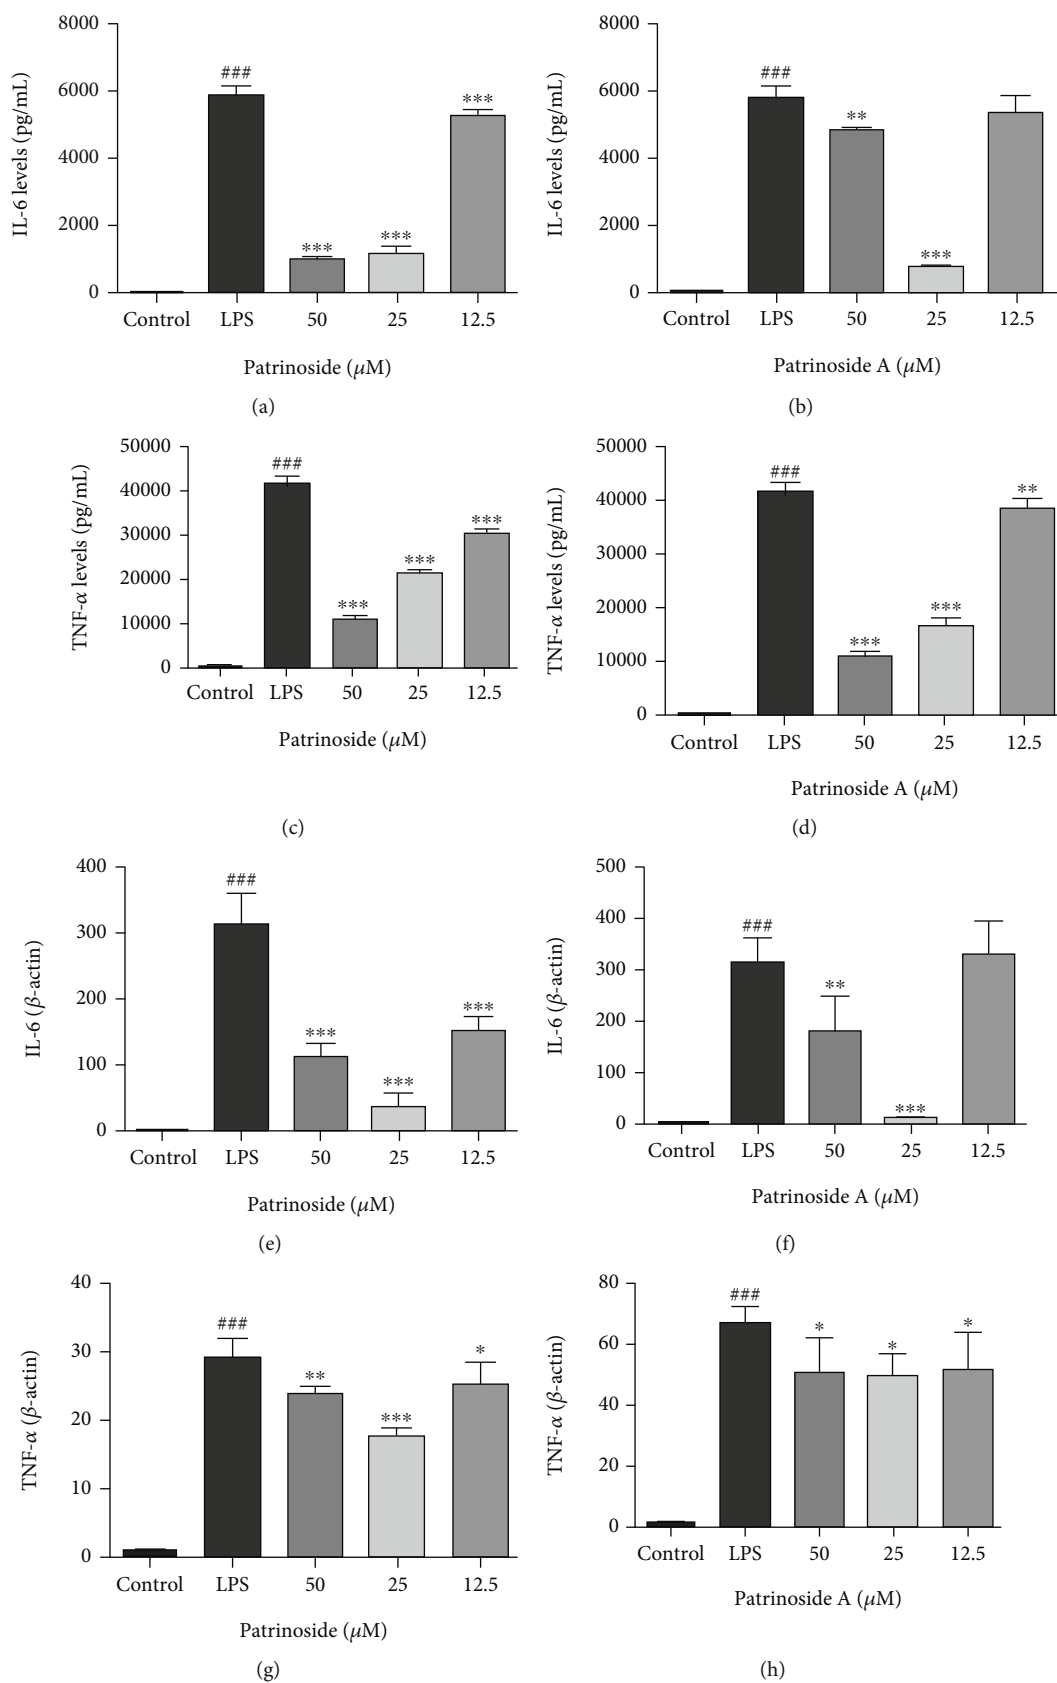 IL-6 levels (pg/mL)
8000
6000
4000
2000
0
###
***
***
***
Control LPS 50 25 12.5
Patrinoside (μM)
(a)
IL-6 levels (pg/mL)
8000
6000
4000
2000
0
###
**
***
Control LPS 50 25 12.5
Patrinoside A (μM)
(b)
TNF-α levels (pg/mL)
50000
40000
30000
20000
10000
0
###
***
***
***
Control LPS 50 25 12.5
Patrinoside (μM)
(c)
TNF-α levels (pg/mL)
50000
40000
30000
20000
10000
0
###
***
***
**
Control LPS 50 25 12.5
Patrinoside A (μM)
(d)
IL-6 (β-actin)
400
300
200
100
0
###
***
***
***
Control LPS 50 25 12.5
Patrinoside (μM)
(e)
IL-6 (β-actin)
500
400
300
200
100
0
###
**
***
Control LPS 50 25 12.5
Patrinoside A (μM)
(f)
TNF-α (β-actin)
40
30
20
10
0
###
**
***
*
Control LPS 50 25 12.5
Patrinoside (μM)
(g)
TNF-α (β-actin)
80
60
40
20
0
###
*
*
*
Control LPS 50 25 12.5
Patrinoside A (μM)
(h)